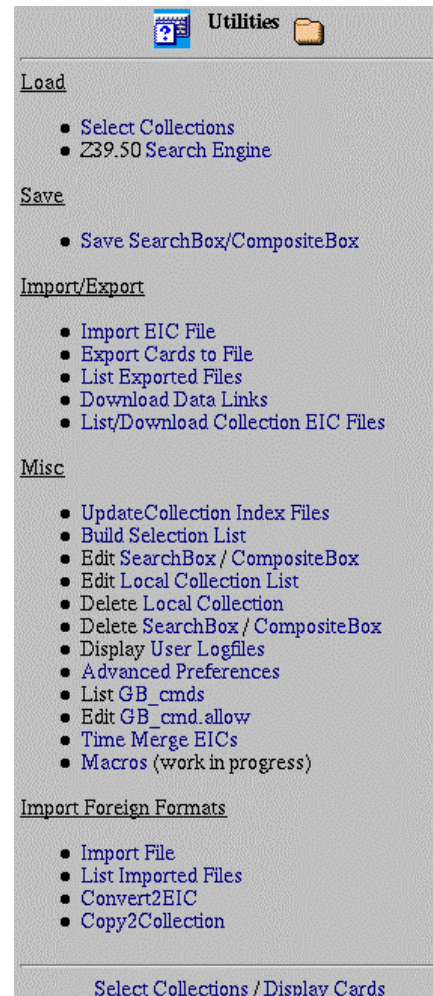 Utilities
Load
Select Collections
Z39.50 Search Engine
Save
Save SearchBox/CompositeBox
Import/Export
Import EIC File
Export Cards to File
List Exported Files
Download Data Links
List/Download Collection EIC Files
Misc
UpdateCollection Index Files
Build Selection List
Edit SearchBox / CompositeBox
Edit Local Collection List
Delete Local Collection
Delete SearchBox / CompositeBox
Display User Logfiles
Advanced Preferences
List GB_cmds
Edit GB_cmd.allow
Time Merge EICs
Macros (work in progress)
Import Foreign Formats
Import File
List Imported Files
Convert2EIC
Copy2Collection
Select Collections / Display Cards